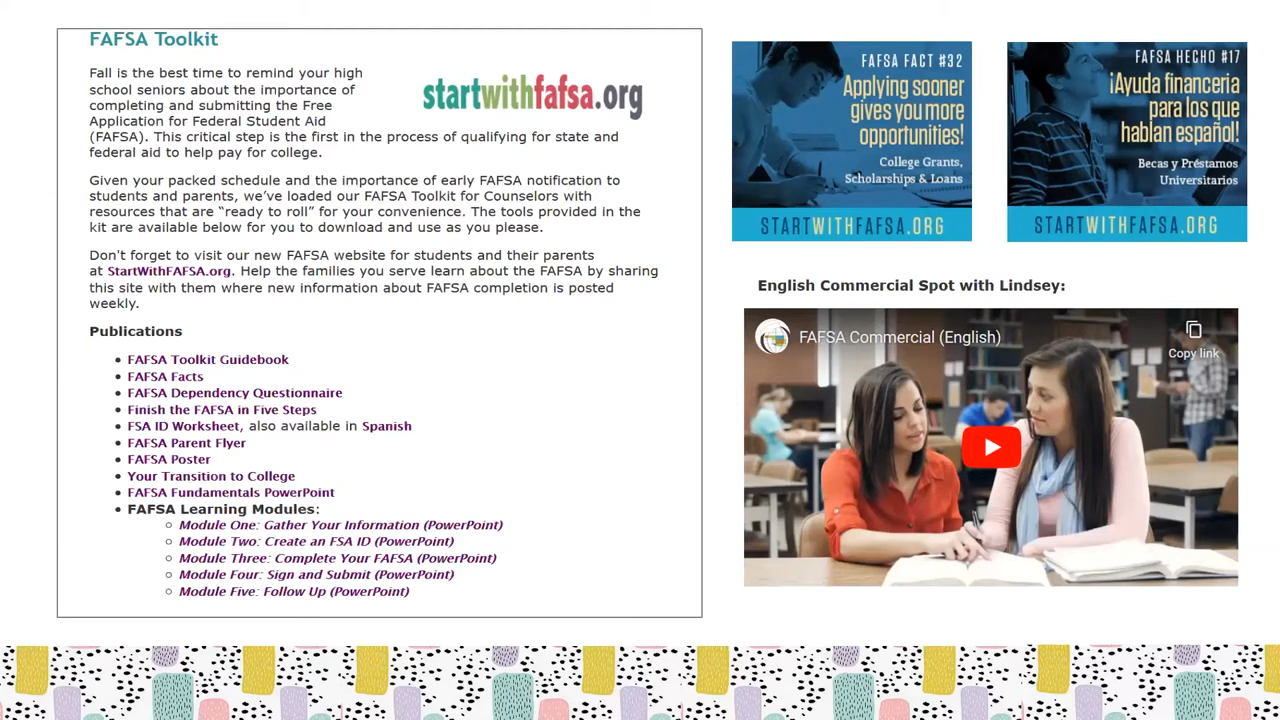 FAFSA Toolkit
Fall is the best time to remind your high
school seniors about the importance of
completing and submitting the Free
Application for Federal Student Aid
(FAFSA). This critical step is the first in the process of qualifying for state and
federal aid to help pay for college.
startwithfafsa.org
Given your packed schedule and the importance of early FAFSA notification to
students and parents, we’ve loaded our FAFSA Toolkit for Counselors with
resources that are “ready to roll” for your convenience. The tools provided in the
kit are available below for you to download and use as you please.
Don't forget to visit our new FAFSA website for students and their parents
at StartWithFAFSA.org. Help the families you serve learn about the FAFSA by sharing
this site with them where new information about FAFSA completion is posted
weekly.
Publications
FAFSA Toolkit Guidebook
FAFSA Facts
FAFSA Dependency Questionnaire
Finish the FAFSA in Five Steps
FSA ID Worksheet, also available in Spanish
FAFSA Parent Flyer
FAFSA Poster
Your Transition to College
FAFSA Fundamentals PowerPoint
FAFSA Learning Modules:
Module One: Gather Your Information (PowerPoint)
Module Two: Create an FSA ID (PowerPoint)
Module Three: Complete Your FAFSA (PowerPoint)
Module Four: Sign and Submit (PowerPoint)
Module Five: Follow Up (PowerPoint)
FAFSA FACT #32
Applying sooner
gives you more
opportunities!
College Grants,
Scholarships & Loans
STARTWITHFAFSA.ORG
FAFSA HECHO #17
¡Ayuda financeria
para los que
hablan español!
Becas y Préstamos
Universitarios
STARTWITHFAFSA.ORG
English Commercial Spot with Lindsey:
FAFSA Commercial (English)
Copy link